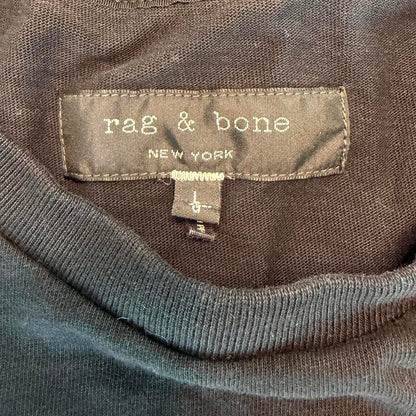 rag & bone
NEW YORK
L